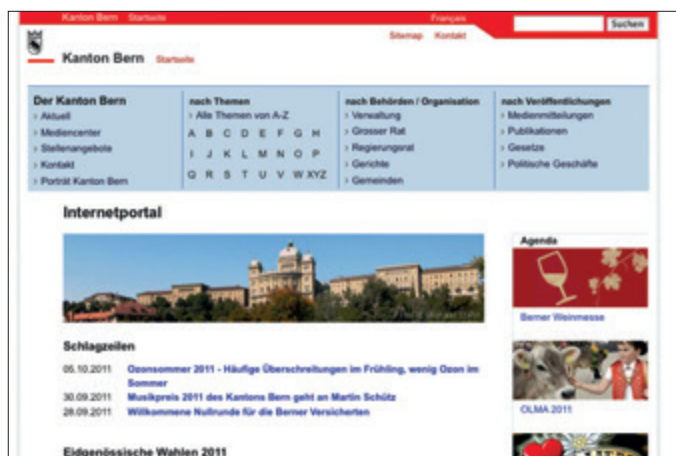 Kanton Bern Startseite
Français
Suchen
Sitemap Kontakt
Kanton Bern Startseite
Der Kanton Bern
› Aktuell
› Mediencenter
› Stellenangebote
› Kontakt
› Porträt Kanton Bern
nach Themen
› Alle Themen von A-Z
A B C D E F G H
I J K L M N O P
Q R S T U V W XYZ
nach Behörden / Organisation
› Verwaltung
› Grosser Rat
› Regierungsrat
› Gerichte
› Gemeinden
nach Veröffentlichungen
› Medienmitteilungen
› Publikationen
› Gesetze
› Politische Geschäfte
Internetportal
Schlagzeilen
05.10.2011 Ozonsommer 2011 - Häufige Überschreitungen im Frühling, wenig Ozon im
Sommer
30.09.2011 Musikpreis 2011 des Kantons Bern geht an Martin Schütz
28.09.2011 Willkommene Nullrunde für die Berner Versicherten
Eidgenössische Wahlen 2011
Agenda
Berner Weinmesse
OLMA 2011